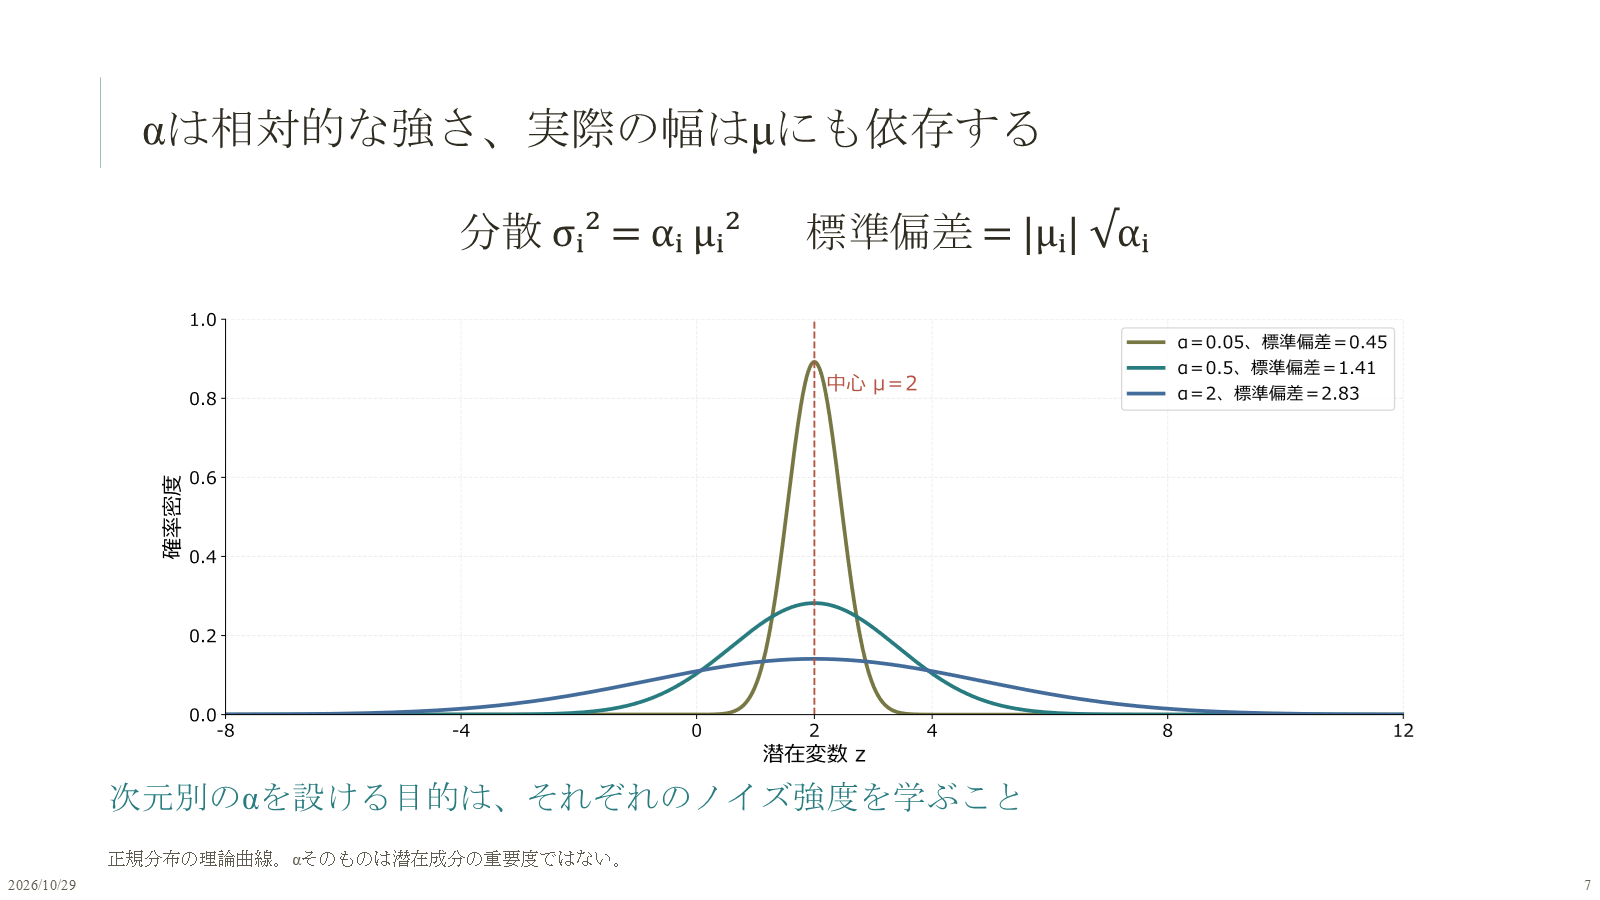 αは相対的な強さ、実際の幅はμにも依存する
分散 σᵢ² = αᵢ μᵢ²　　標準偏差 = |μᵢ| √αᵢ
1.0
0.8
0.6
0.4
0.2
0.0
確率密度
中心 μ=2
α=0.05、標準偏差=0.45
α=0.5、標準偏差=1.41
α=2、標準偏差=2.83
-8 -4 0 2 4 8 12
潜在変数 z
次元別のαを設ける目的は、それぞれのノイズ強度を学ぶこと
正規分布の理論曲線。αそのものは潜在成分の重要度ではない。
2026/10/29
7